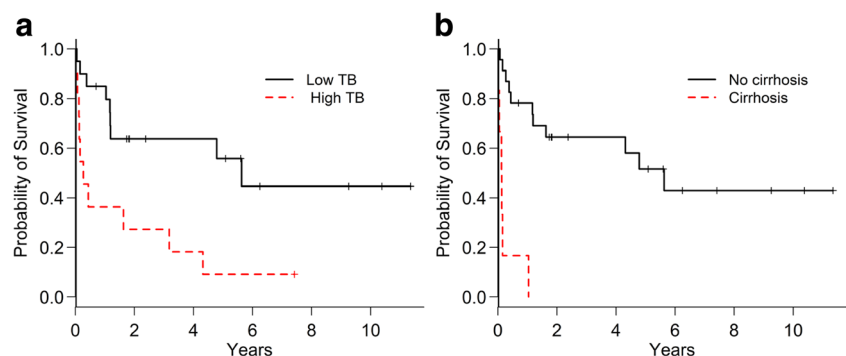 a
1.0
0.8
0.6
0.4
0.2
0.0
Probability of Survival
Low TB
High TB
0 2 4 6 8 10
Years
b
1.0
0.8
0.6
0.4
0.2
0.0
Probability of Survival
No cirrhosis
Cirrhosis
0 2 4 6 8 10
Years